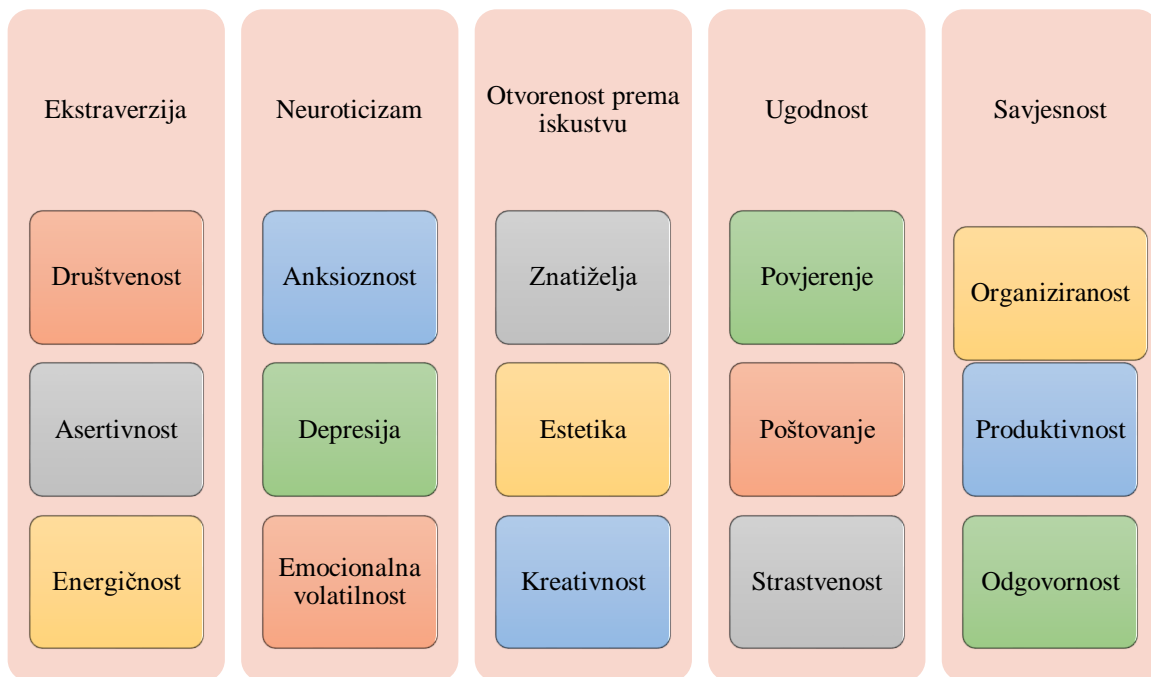 Ekstraverzija
Društvenost
Asertivnost
Energičnost
Neuroticizam
Anksioznost
Depresija
Emocionalna
volatilnost
Otvorenost prema
iskustvu
Znatiželja
Estetika
Kreativnost
Ugodnost
Povjerenje
Poštovanje
Strastvenost
Savjesnost
Organiziranost
Produktivnost
Odgovornost